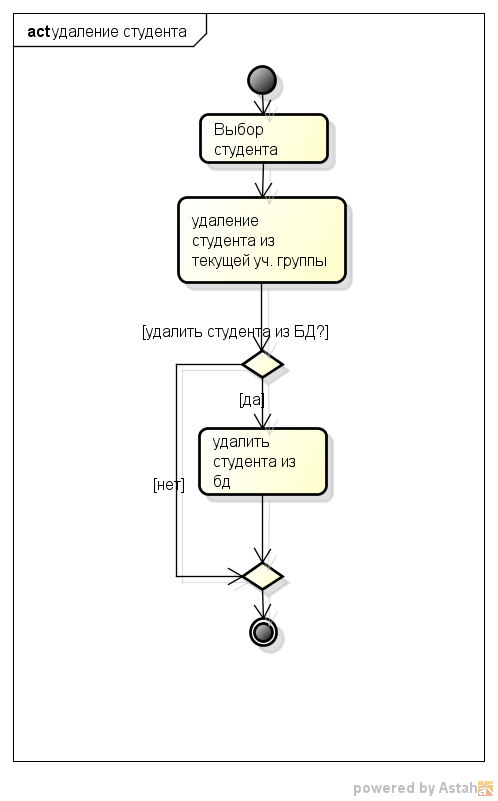 act удаление студента
Выбор
студента
удаление
студента из
текущей уч. группы
[удалить студента из БД?]
[да]
удалить
студента из
бд
[нет]
powered by Astah